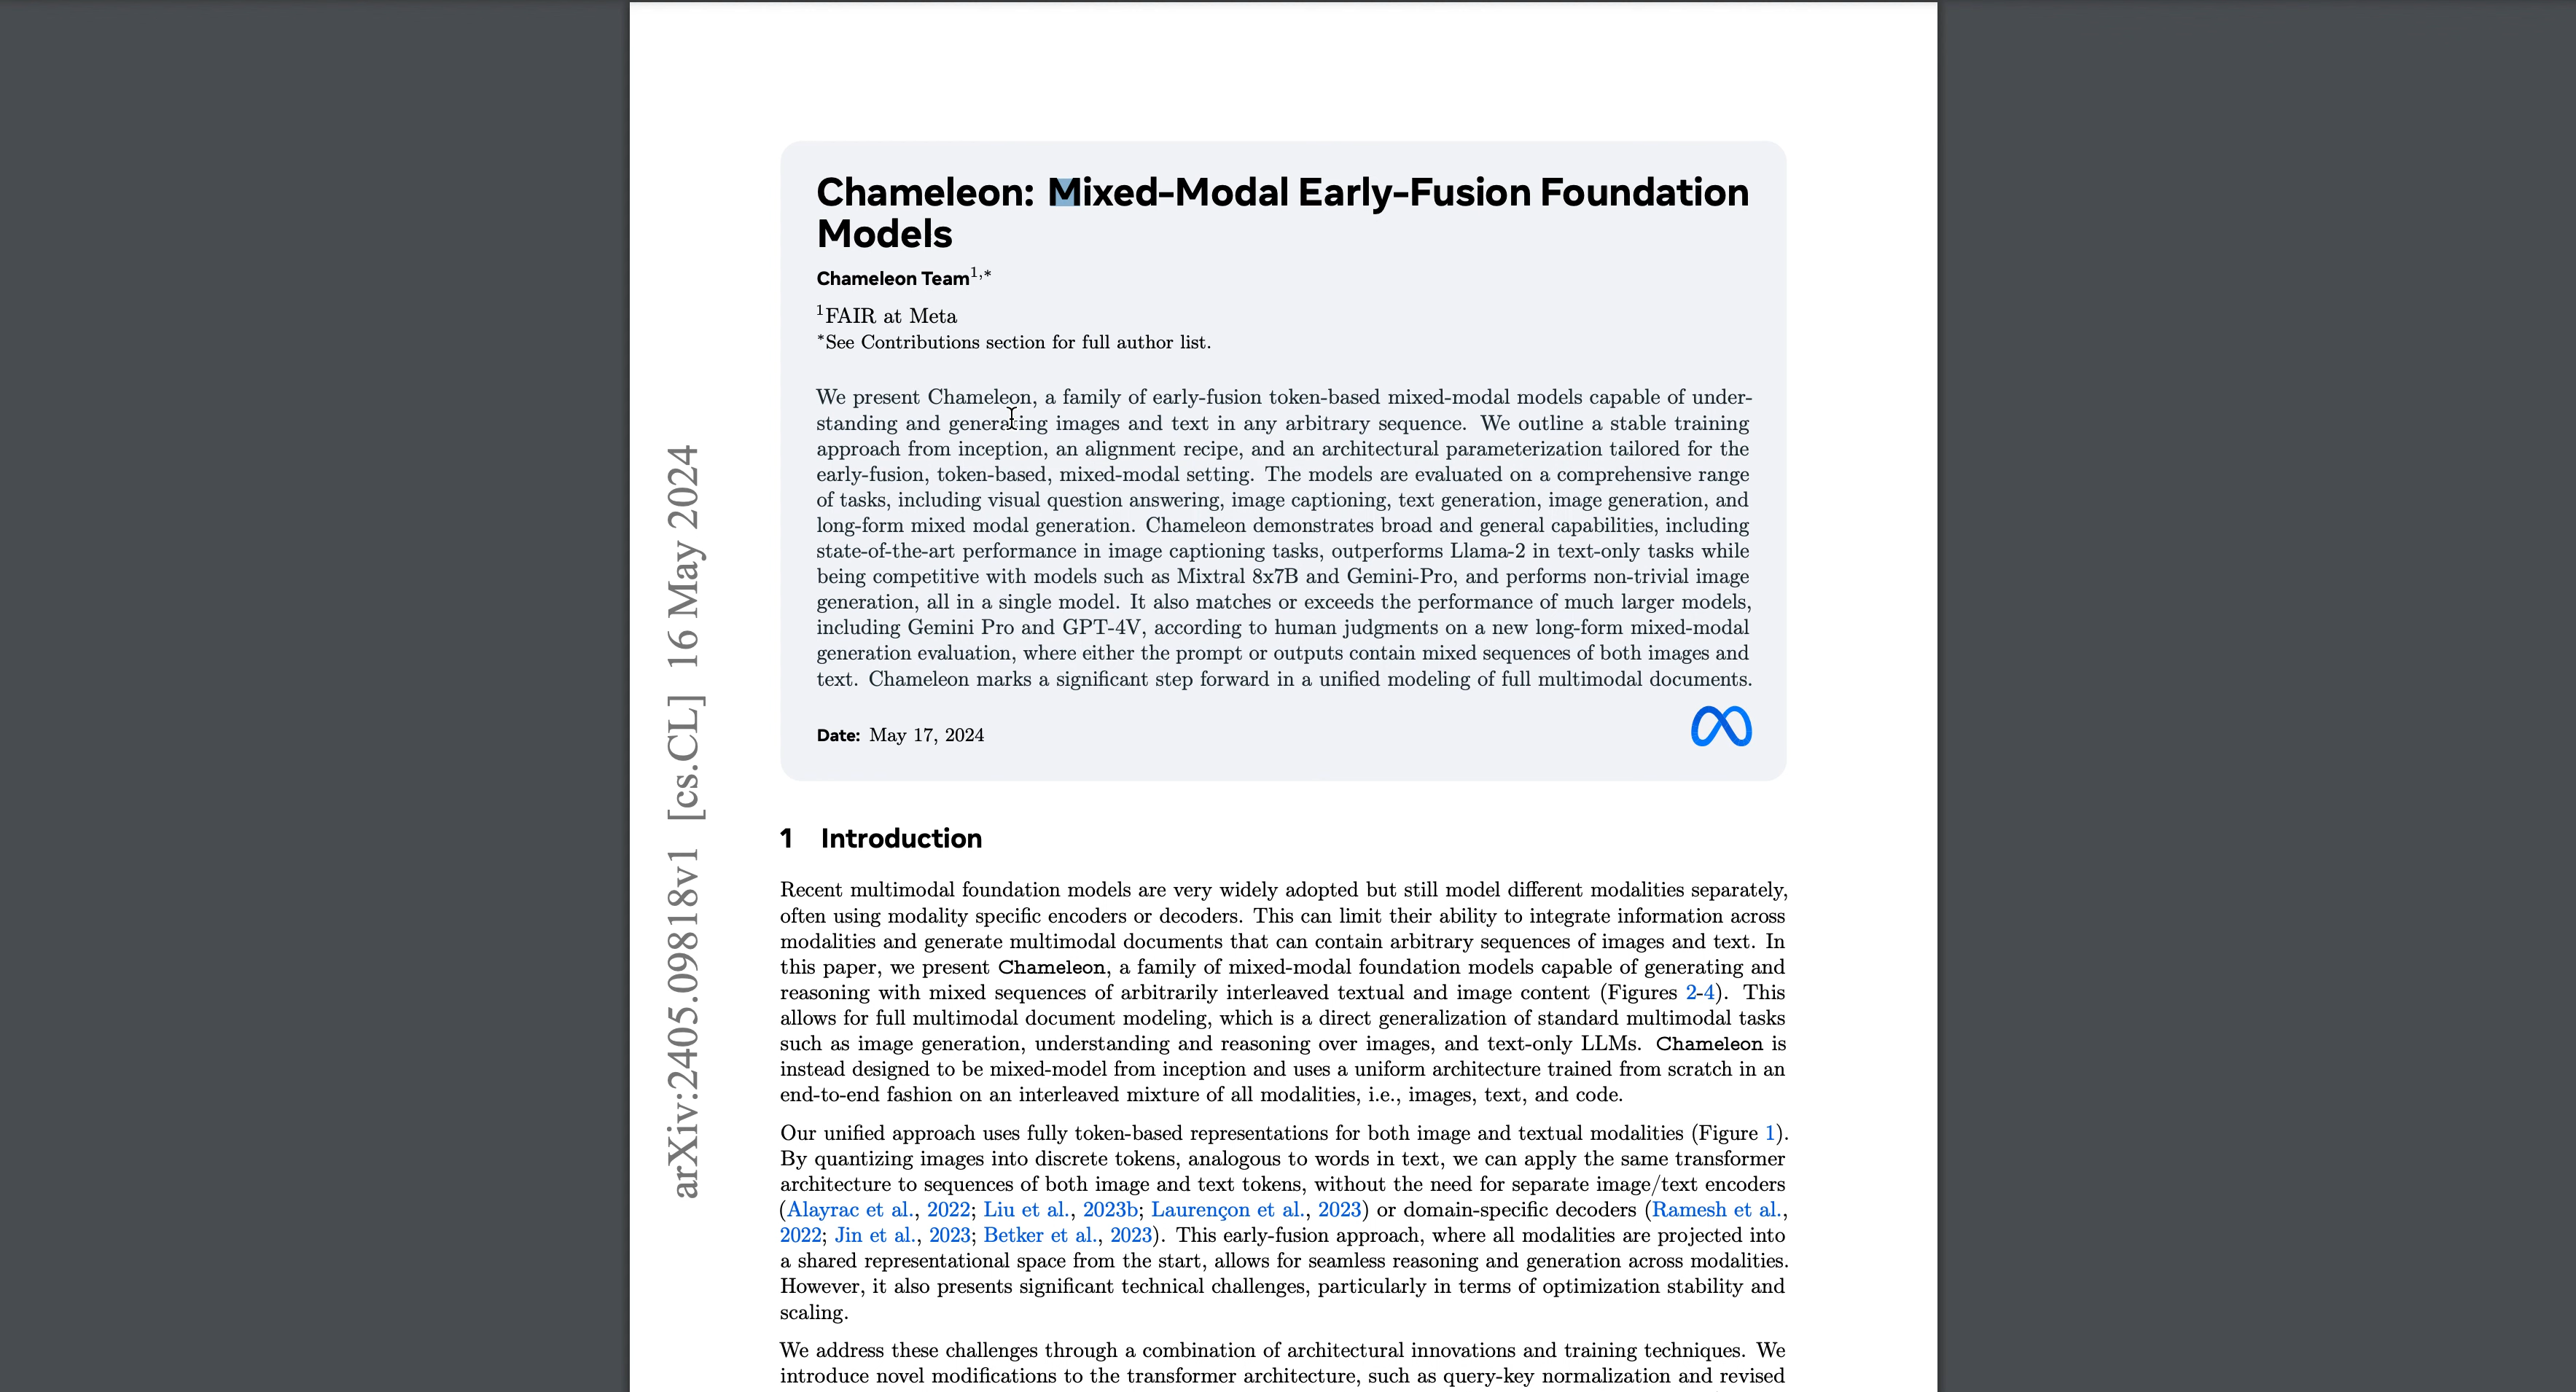 Chameleon: Mixed-Modal Early-Fusion Foundation
Models
Chameleon Team1,*
1FAIR at Meta
*See Contributions section for full author list.
We present Chameleon, a family of early-fusion token-based mixed-modal models capable of under-
standing and generating images and text in any arbitrary sequence. We outline a stable training
approach from inception, an alignment recipe, and an architectural parameterization tailored for the
early-fusion, token-based, mixed-modal setting. The models are evaluated on a comprehensive range
of tasks, including visual question answering, image captioning, text generation, image generation, and
long-form mixed modal generation. Chameleon demonstrates broad and general capabilities, including
state-of-the-art performance in image captioning tasks, outperforms Llama-2 in text-only tasks while
being competitive with models such as Mixtral 8x7B and Gemini-Pro, and performs non-trivial image
generation, all in a single model. It also matches or exceeds the performance of much larger models,
including Gemini Pro and GPT-4V, according to human judgments on a new long-form mixed-modal
generation evaluation, where either the prompt or outputs contain mixed sequences of both images and
text. Chameleon marks a significant step forward in a unified modeling of full multimodal documents.
Date: May 17, 2024
arXiv:2405.09818v1 [cs.CL] 16 May 2024
1 Introduction
Recent multimodal foundation models are very widely adopted but still model different modalities separately,
often using modality specific encoders or decoders. This can limit their ability to integrate information across
modalities and generate multimodal documents that can contain arbitrary sequences of images and text. In
this paper, we present Chameleon, a family of mixed-modal foundation models capable of generating and
reasoning with mixed sequences of arbitrarily interleaved textual and image content (Figures 2-4). This
allows for full multimodal document modeling, which is a direct generalization of standard multimodal tasks
such as image generation, understanding and reasoning over images, and text-only LLMs. Chameleon is
instead designed to be mixed-model from inception and uses a uniform architecture trained from scratch in an
end-to-end fashion on an interleaved mixture of all modalities, i.e., images, text, and code.
Our unified approach uses fully token-based representations for both image and textual modalities (Figure 1).
By quantizing images into discrete tokens, analogous to words in text, we can apply the same transformer
architecture to sequences of both image and text tokens, without the need for separate image/text encoders
(Alayrac et al., 2022; Liu et al., 2023b; Laurençon et al., 2023) or domain-specific decoders (Ramesh et al.,
2022; Jin et al., 2023; Betker et al., 2023). This early-fusion approach, where all modalities are projected into
a shared representational space from the start, allows for seamless reasoning and generation across modalities.
However, it also presents significant technical challenges, particularly in terms of optimization stability and
scaling.
We address these challenges through a combination of architectural innovations and training techniques. We
introduce novel modifications to the transformer architecture, such as query-key normalization and revised